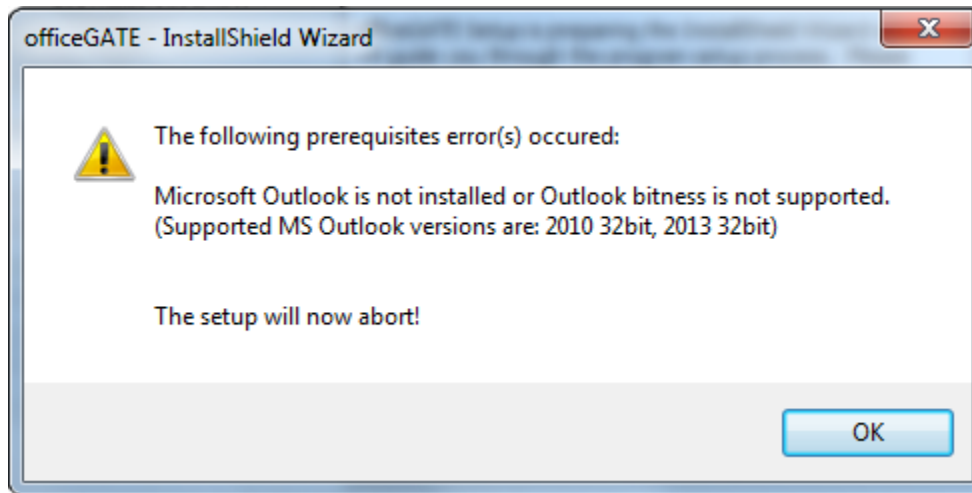 officeGATE - InstallShield Wizard
The following prerequisites error(s) occured:
Microsoft Outlook is not installed or Outlook bitness is not supported.
(Supported MS Outlook versions are: 2010 32bit, 2013 32bit)
The setup will now abort!
OK